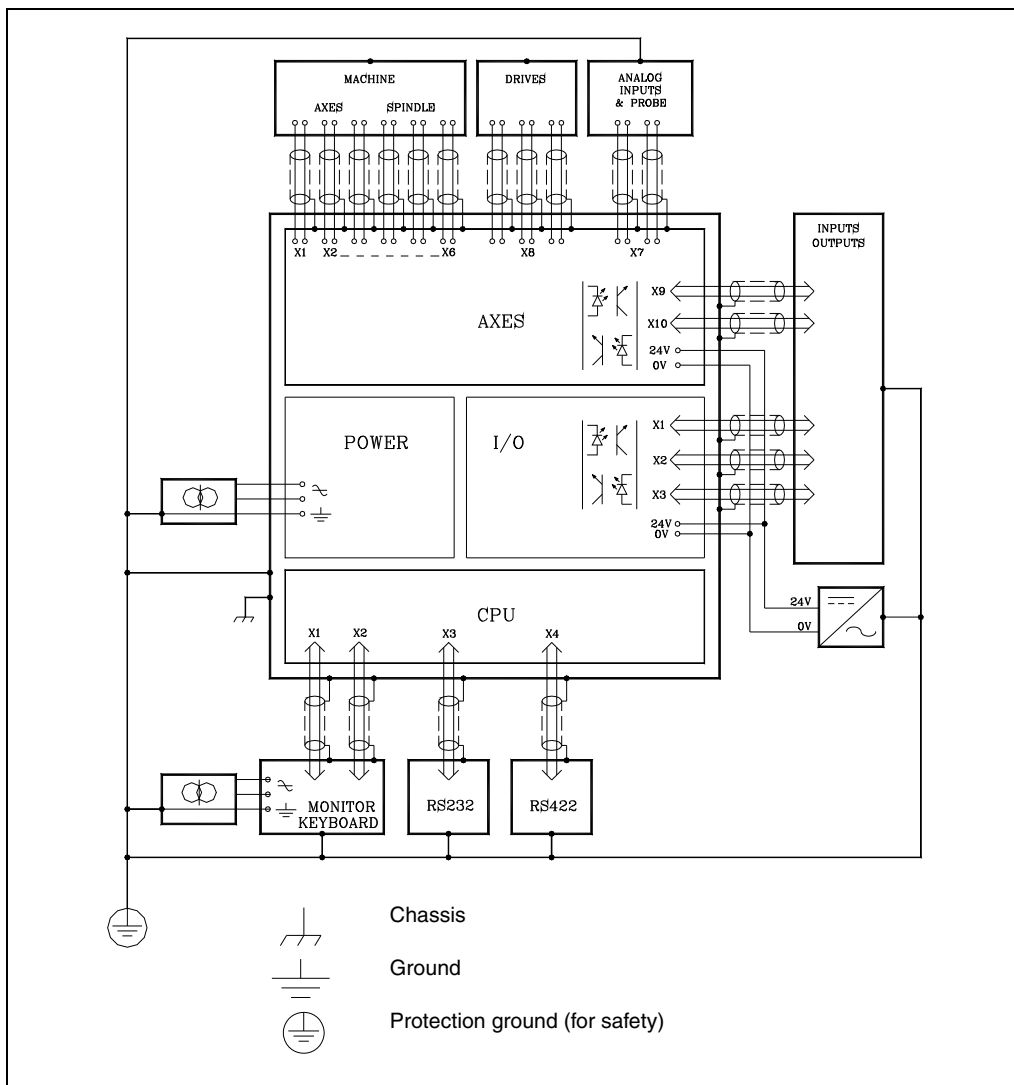 MACHINE
AXES SPINDLE
DRIVES
ANALOG
INPUTS
& PROBE
X1 X2 X6 X8 X7
INPUTS
OUTPUTS
AXES
X9
X10
24V
0V
POWER
I/O
X1
X2
X3
24V
0V
CPU
X1 X2 X3 X4
24V
0V
MONITOR
KEYBOARD
RS232
RS422
Chassis
Ground
Protection ground (for safety)